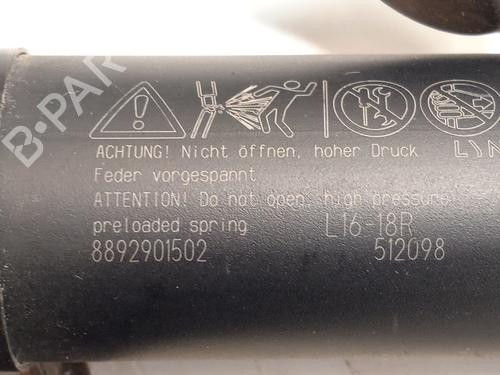 B-PARTS
ACHTUNG! Nicht öffnen, hoher Druck
Feder vorgespannt
ATTENTION! Do not open, high pressure
preloaded spring L16-18R
8892901502 512098